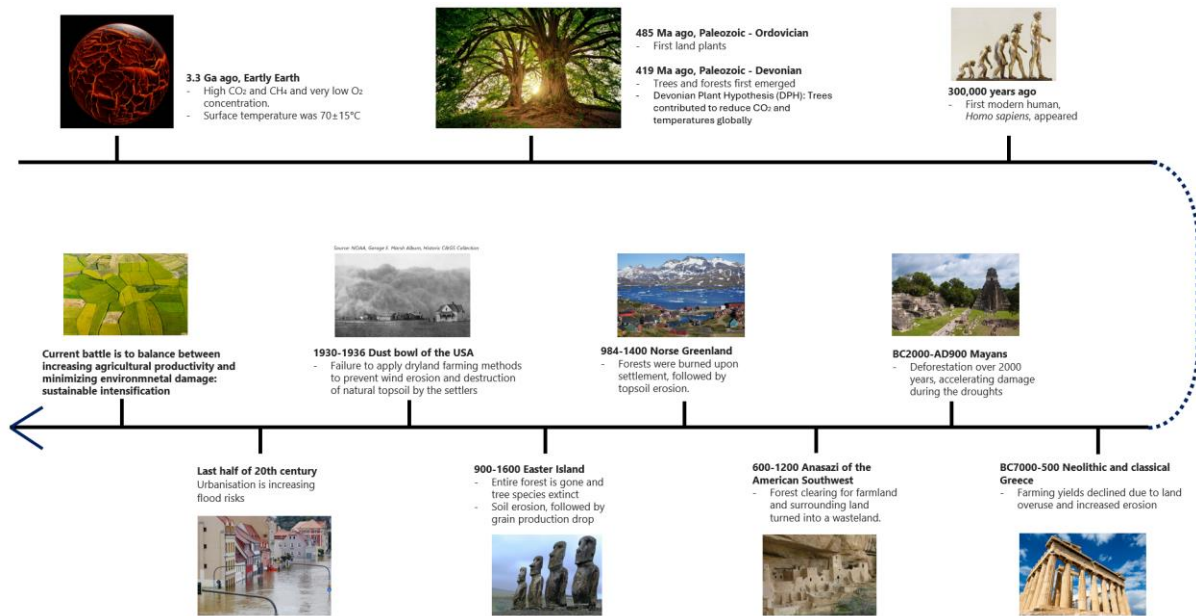 3.3 Ga ago, Eartly Earth
- High CO₂ and CH₄ and very low O₂
concentration.
- Surface temperature was 70±15°C
485 Ma ago, Paleozoic - Ordovician
- First land plants
419 Ma ago, Paleozoic - Devonian
- Trees and forests first emerged
- Devonian Plant Hypothesis (DPH): Trees
contributed to reduce CO₂ and
temperatures globally
300,000 years ago
- First modern human,
Homo sapiens, appeared
Current battle is to balance between
increasing agricultural productivity and
minimizing environmnetal damage:
sustainable intensification
Source: NOAA, George E. Marsh Album, Historic C&GS Collection
1930-1936 Dust bowl of the USA
- Failure to apply dryland farming methods
to prevent wind erosion and destruction
of natural topsoil by the settlers
984-1400 Norse Greenland
- Forests were burned upon
settlement, followed by
topsoil erosion.
BC2000-AD900 Mayans
- Deforestation over 2000
years, accelerating damage
during the droughts
Last half of 20th century
Urbanisation is increasing
flood risks
900-1600 Easter Island
- Entire forest is gone and
tree species extinct
- Soil erosion, followed by
grain production drop
600-1200 Anasazi of the
American Southwest
- Forest clearing for farmland
and surrounding land
turned into a wasteland.
BC7000-500 Neolithic and classical
Greece
- Farming yields declined due to land
overuse and increased erosion